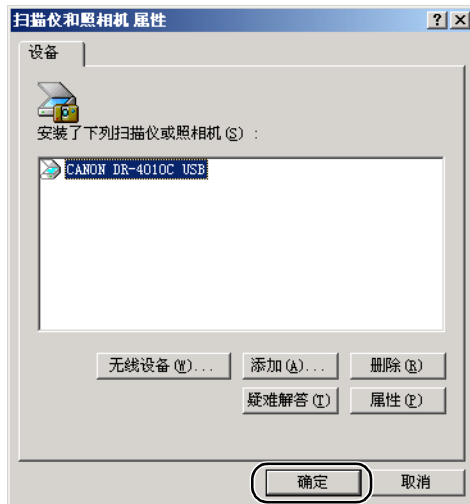 扫描仪和照相机 属性
设备
安装了下列扫描仪或照相机(S)：
CANON DR-4010C USB
无线设备(W)... 添加(A)... 删除(R)
疑难解答(T) 属性(P)
确定 取消